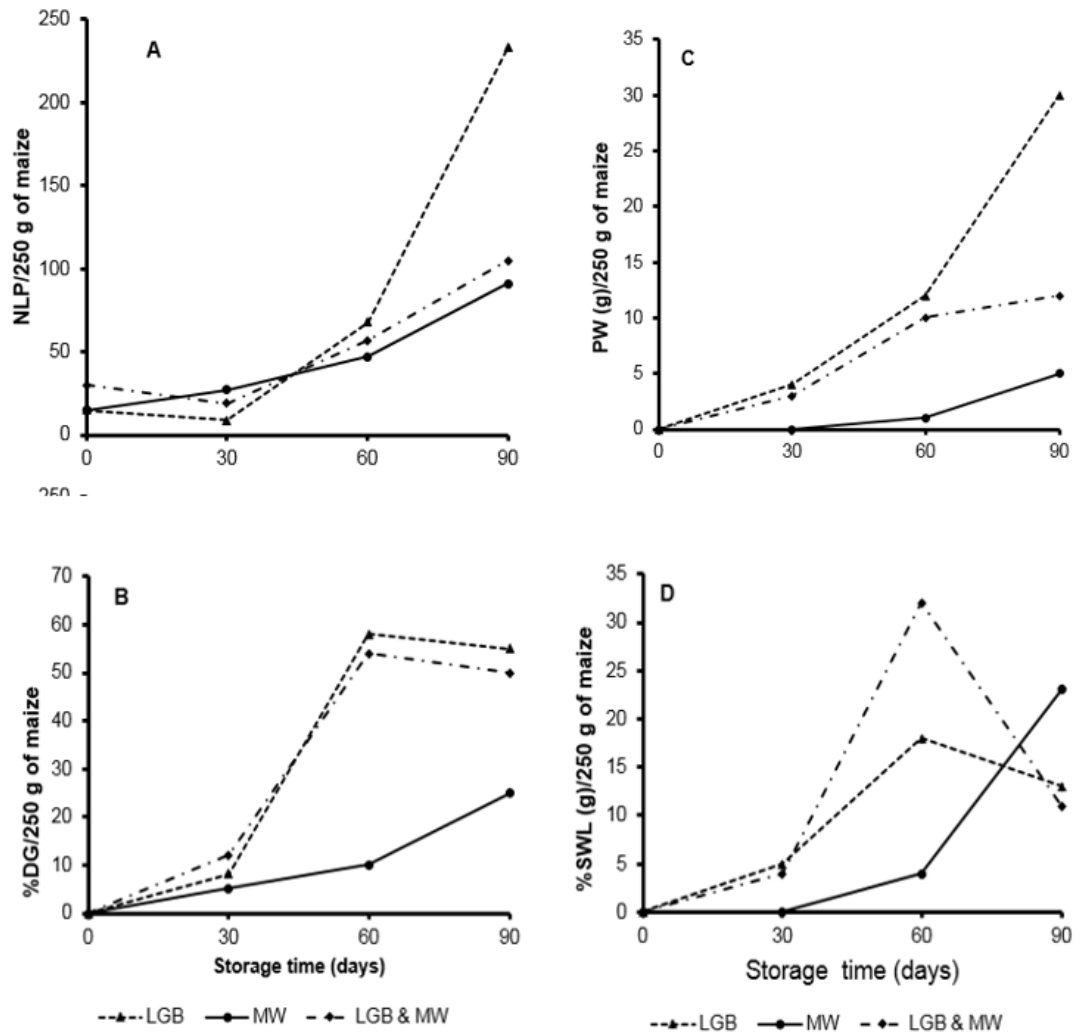 A
NLP/250 g of maize
250
200
150
100
50
0
0 30 60 90
C
PW (g)/250 g of maize
35
30
25
20
15
10
5
0
0 30 60 90
250
B
%DG/250 g of maize
70
60
50
40
30
20
10
0
0 30 60 90
Storage time (days)
LGB MW LGB & MW
D
%SWL (g)/250 g of maize
35
30
25
20
15
10
5
0
0 30 60 90
Storage time (days)
LGB MW LGB & MW